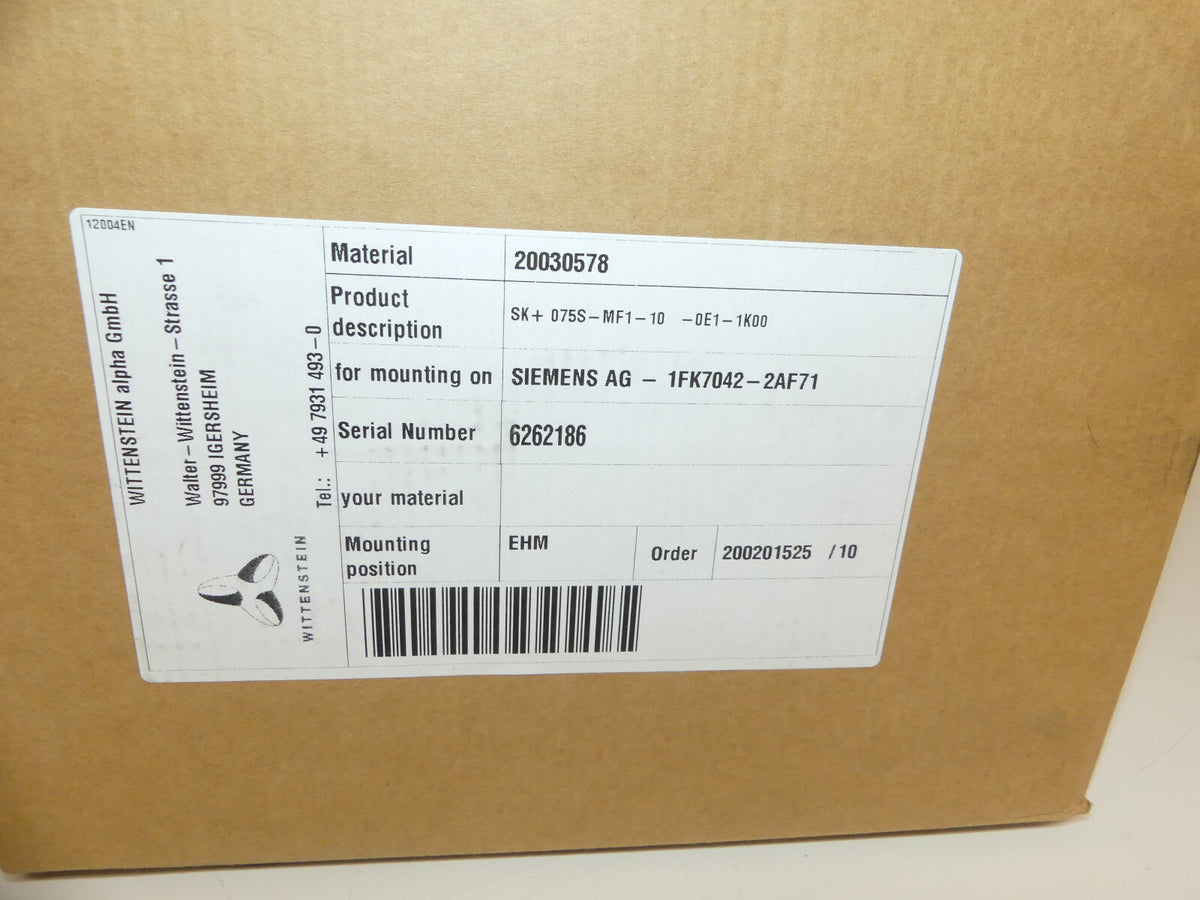 12004EN
WITTENSTEIN alpha GmbH
Walter-Wittenstein-Strasse 1
97999 IGERSHEIM
GERMANY
Tel.: +49 7931 493-0
WITTENSTEIN
Material 20030578
Product
description SK+ 075S-MF1-10 -0E1-1K00
for mounting on SIEMENS AG - 1FK7042-2AF71
Serial Number 6262186
your material
Mounting
position EHM Order 200201525 /10